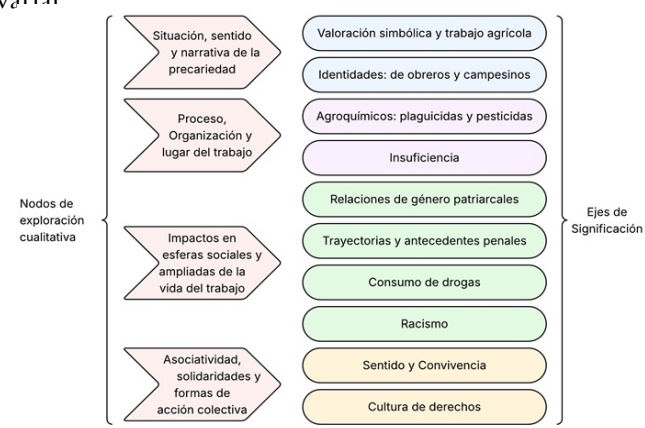 Nodos de
exploración
cualitativa
Situación, sentido
y narrativa de la
precariedad
Proceso,
Organización y
lugar del trabajo
Impactos en
esferas sociales y
ampliadas de la
vida del trabajo
Asociatividad,
solidaridades y
formas de
acción colectiva
Valoración simbólica y trabajo agrícola
Identidades: de obreros y campesinos
Agroquímicos: plaguicidas y pesticidas
Insuficiencia
Relaciones de género patriarcales
Trayectorias y antecedentes penales
Consumo de drogas
Racismo
Sentido y Convivencia
Cultura de derechos
Ejes de
Significación